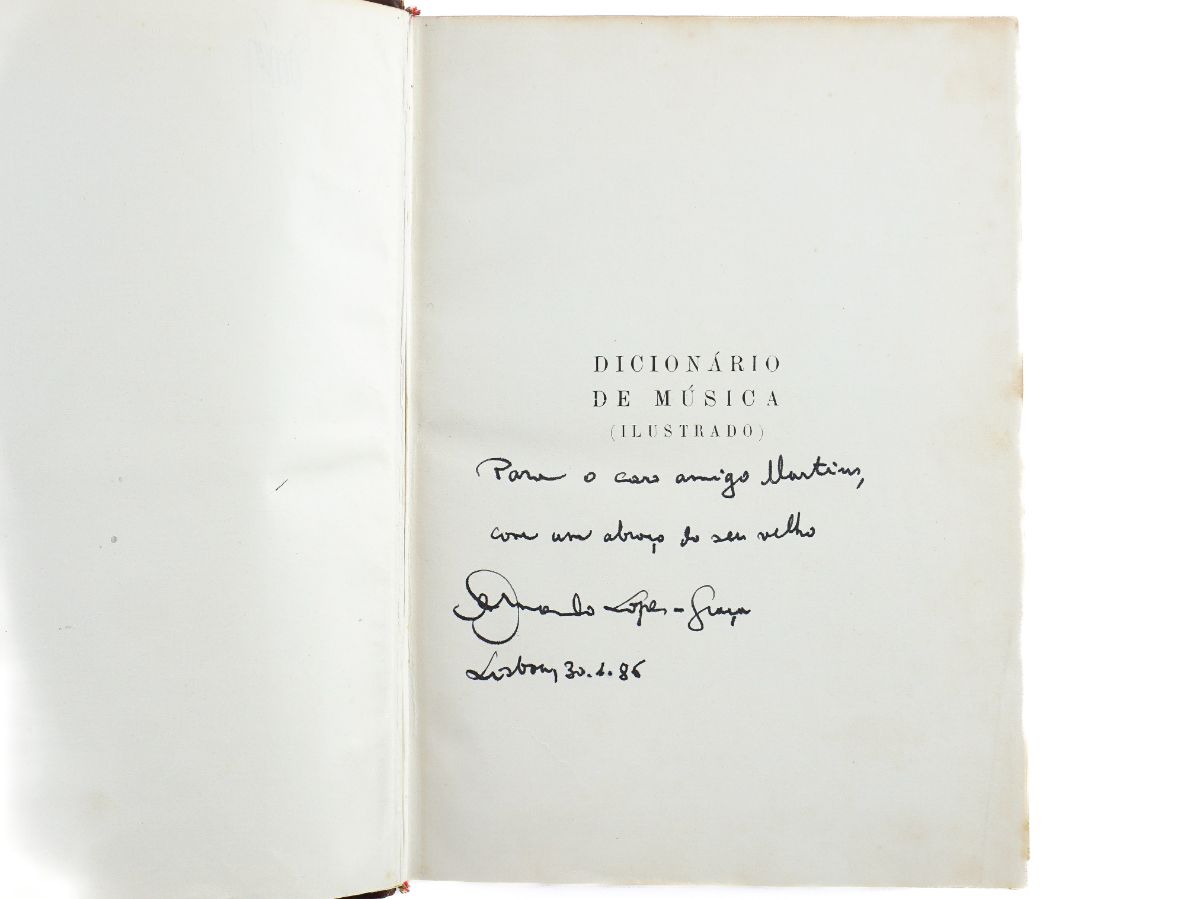 DICIONÁRIO
DE MÚSICA
(ILUSTRADO)
Para o caro amigo Martins,
com um abraço do seu velho
Fernando Lopes-Graça
Lisboa, 30.1.86